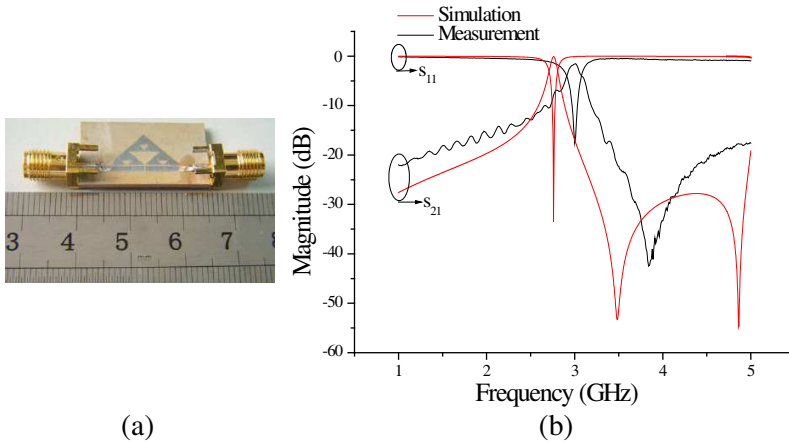 Simulation
Measurement
0
-10
-20
-30
-40
-50
-60
Magnitude (dB)
S11
S21
1
2
3
4
5
Frequency (GHz)
3 4 5 6 7 8
(a)
(b)